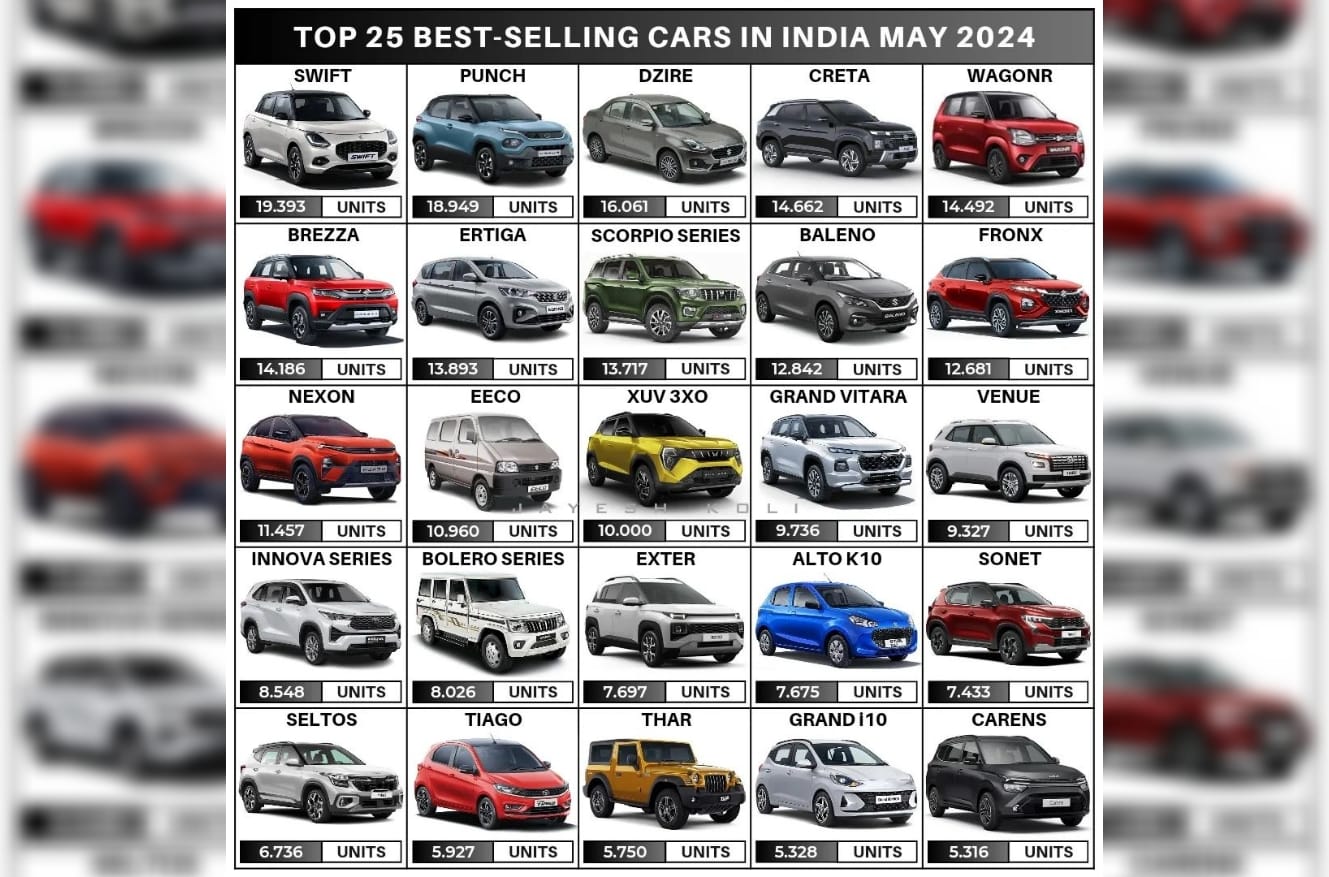 TOP 25 BEST-SELLING CARS IN INDIA MAY 2024
SWIFT PUNCH DZIRE CRETA WAGONR
SWIFT
19.393 UNITS 18.949 UNITS 16.061 UNITS 14.662 UNITS 14.492 UNITS
BREZZA ERTIGA SCORPIO SERIES BALENO FRONX
BALENO
14.186 UNITS 13.893 UNITS 13.717 UNITS 12.842 UNITS 12.681 UNITS
NEXON EECO XUV 3XO GRAND VITARA VENUE
JAYESH KOLI
11.457 UNITS 10.960 UNITS 10.000 UNITS 9.736 UNITS 9.327 UNITS
INNOVA SERIES BOLERO SERIES EXTER ALTO K10 SONET
8.548 UNITS 8.026 UNITS 7.697 UNITS 7.675 UNITS 7.433 UNITS
SELTOS TIAGO THAR GRAND i10 CARENS
6.736 UNITS 5.927 UNITS 5.750 UNITS 5.328 UNITS 5.316 UNITS